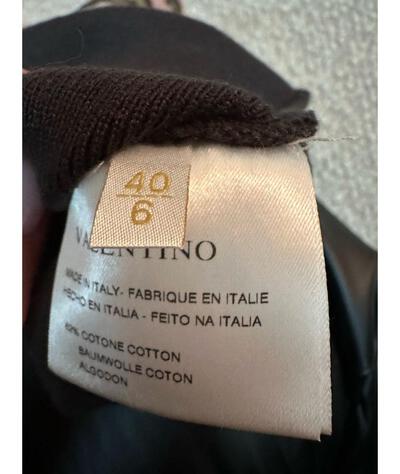 40
6
VALENTINO
MADE IN ITALY- FABRIQUE EN ITALIE
HECHO EN ITALIA - FEITO NA ITALIA
COTONE COTTON
BAUMWOLLE COTON
ALGODON